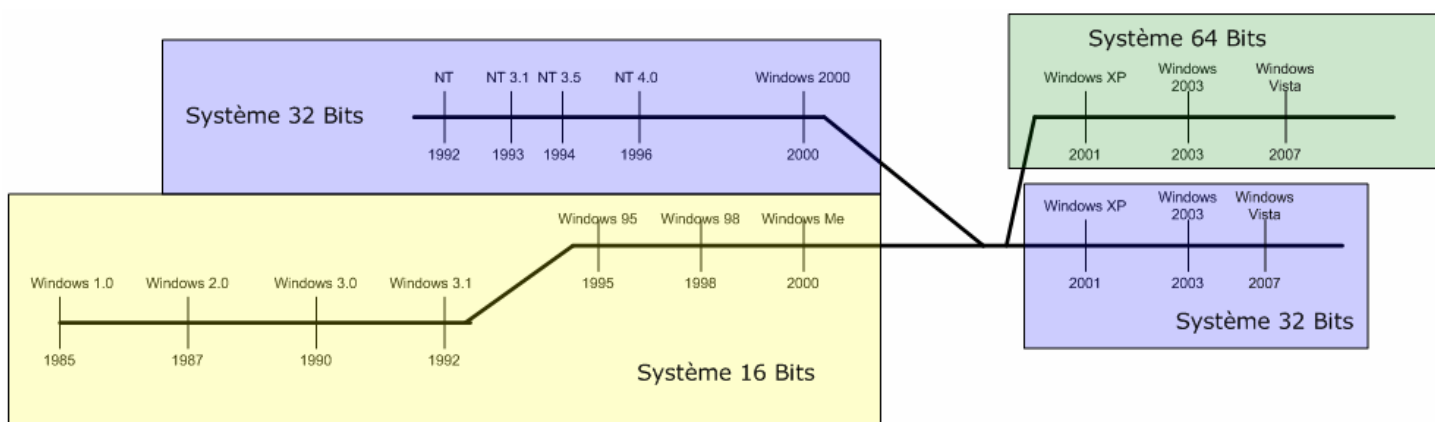 Système 64 Bits
Windows XP
Windows
2003
Windows
Vista
2001
2003
2007
Système 32 Bits
NT
NT 3.1
NT 3.5
NT 4.0
Windows 2000
1992
1993
1994
1996
2000
Windows XP
Windows
2003
Windows
Vista
2001
2003
2007
Système 32 Bits
Windows 95
Windows 98
Windows Me
1995
1998
2000
Windows 1.0
Windows 2.0
Windows 3.0
Windows 3.1
1985
1987
1990
1992
Système 16 Bits